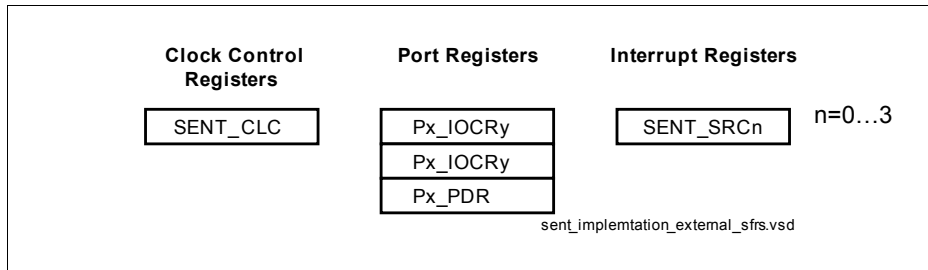 Clock Control
Registers
Port Registers
Interrupt Registers
SENT_CLC
Px_IOCRy
SENT_SRCn
n=0…3
Px_IOCRy
Px_PDR
sent_implemtation_external_sfrs.vsd